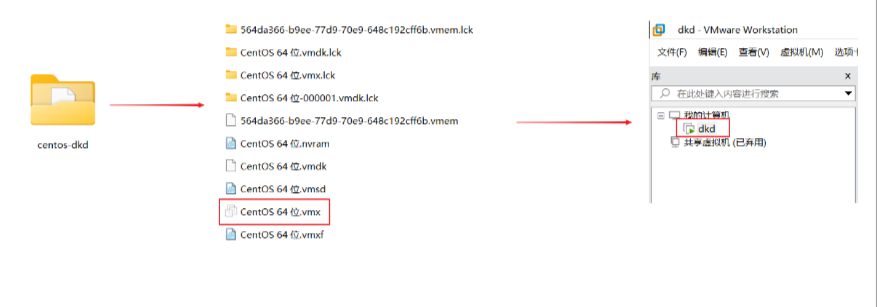 centos-dkd
564da366-b9ee-77d9-70e9-648c192cff6b.vmem.lck
CentOS 64 位.vmdk.lck
CentOS 64 位.vmx.lck
CentOS 64 位-000001.vmdk.lck
564da366-b9ee-77d9-70e9-648c192cff6b.vmem
CentOS 64 位.nvram
CentOS 64 位.vmdk
CentOS 64 位.vmsd
CentOS 64 位.vmx
CentOS 64 位.vmxf
dkd - VMware Workstation
文件(F) 编辑(E) 查看(V) 虚拟机(M) 选项卡
库 x
在此处键入内容进行搜索
我的计算机
dkd
共享虚拟机 (已弃用)